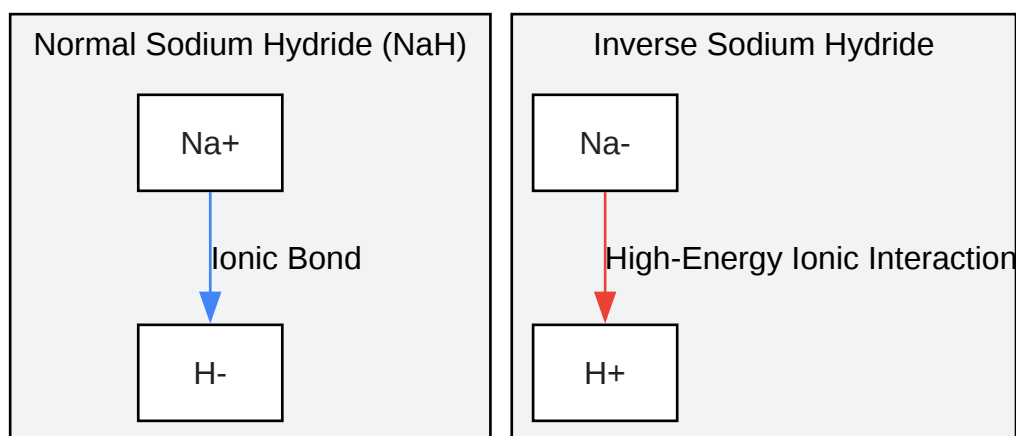 Normal Sodium Hydride (NaH)
Na+
Ionic Bond
H-
Inverse Sodium Hydride
Na-
High-Energy Ionic Interaction
H+